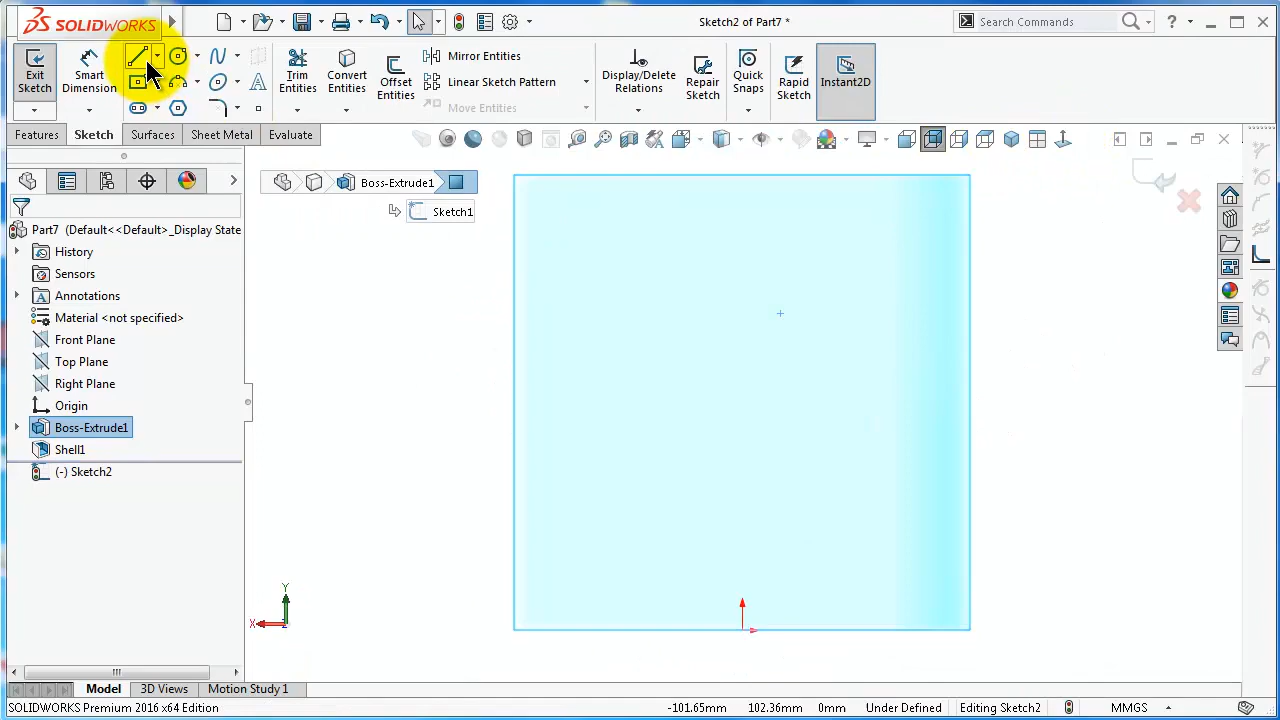 SOLIDWORKS
Sketch2 of Part7 *
Search Commands
?
Exit Sketch
Smart Dimension
Trim Entities
Convert Entities
Offset Entities
Mirror Entities
Linear Sketch Pattern
Move Entities
Display/Delete Relations
Repair Sketch
Quick Snaps
Rapid Sketch
Instant2D
Features
Sketch
Surfaces
Sheet Metal
Evaluate
Boss-Extrude1
Sketch1
Part7 (Default<<Default>_Display State
History
Sensors
Annotations
Material <not specified>
Front Plane
Top Plane
Right Plane
Origin
Boss-Extrude1
Shell1
(-) Sketch2
Y
X
Z
Model
3D Views
Motion Study 1
SOLIDWORKS Premium 2016 x64 Edition
-101.65mm
102.36mm
0mm
Under Defined
Editing Sketch2
MMGS